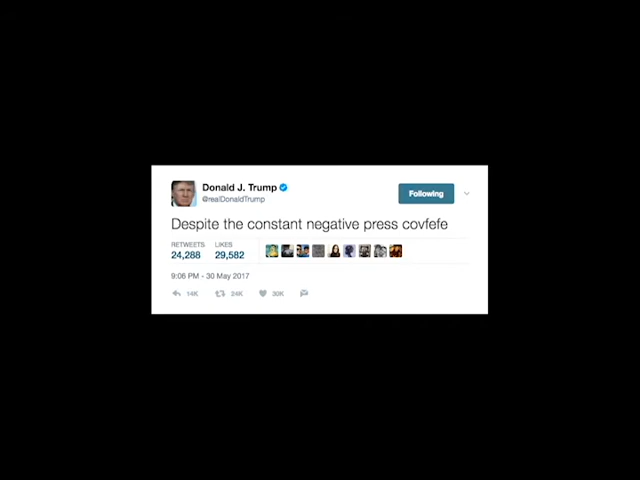 Donald J. Trump
@realDonaldTrump
Following
Despite the constant negative press covfefe
RETWEETS LIKES
24,288 29,582
9:06 PM - 30 May 2017
14K 24K 30K